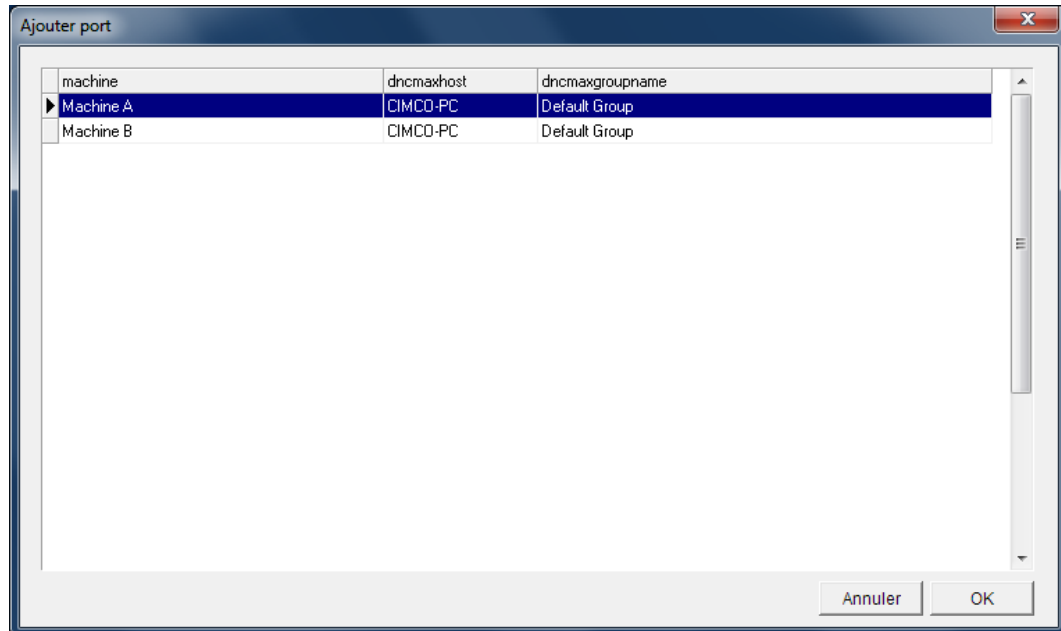 Ajouter port
machine dncmaxhost dncmaxgroupname
Machine A CIMCO-PC Default Group
Machine B CIMCO-PC Default Group
Annuler OK